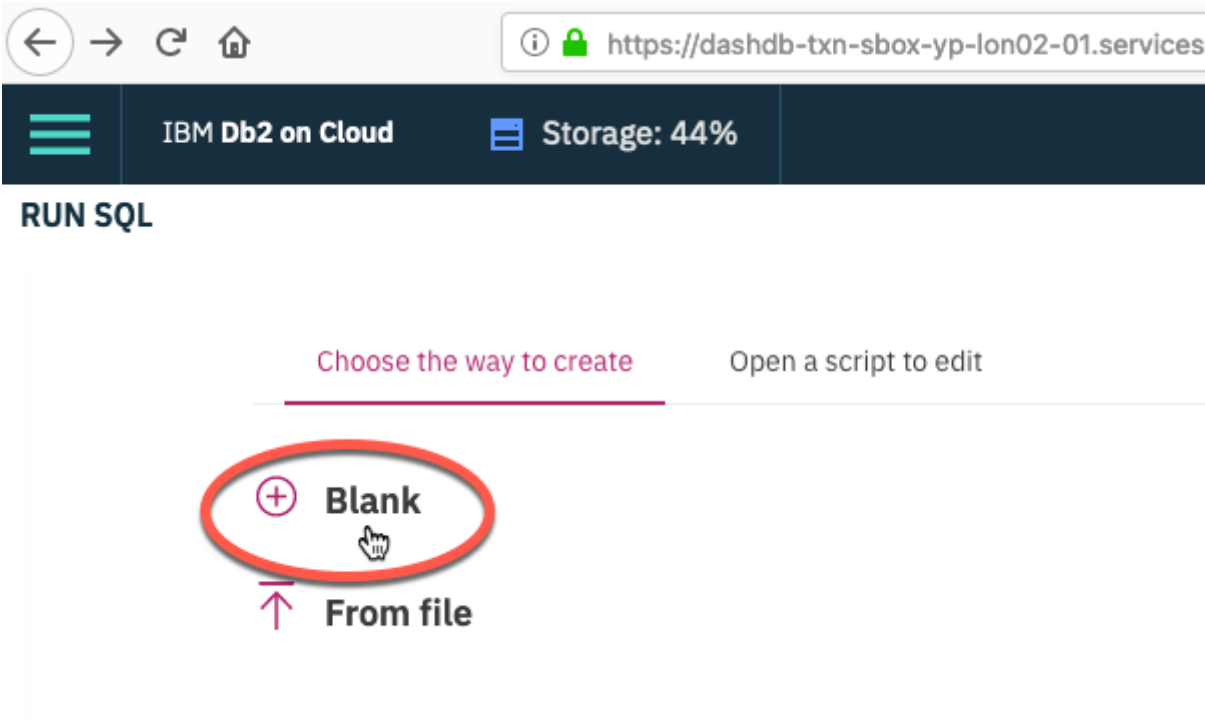 https://dashdb-txn-sbox-yp-lon02-01.services
IBM Db2 on Cloud Storage: 44%
RUN SQL
Choose the way to create Open a script to edit
Blank
From file